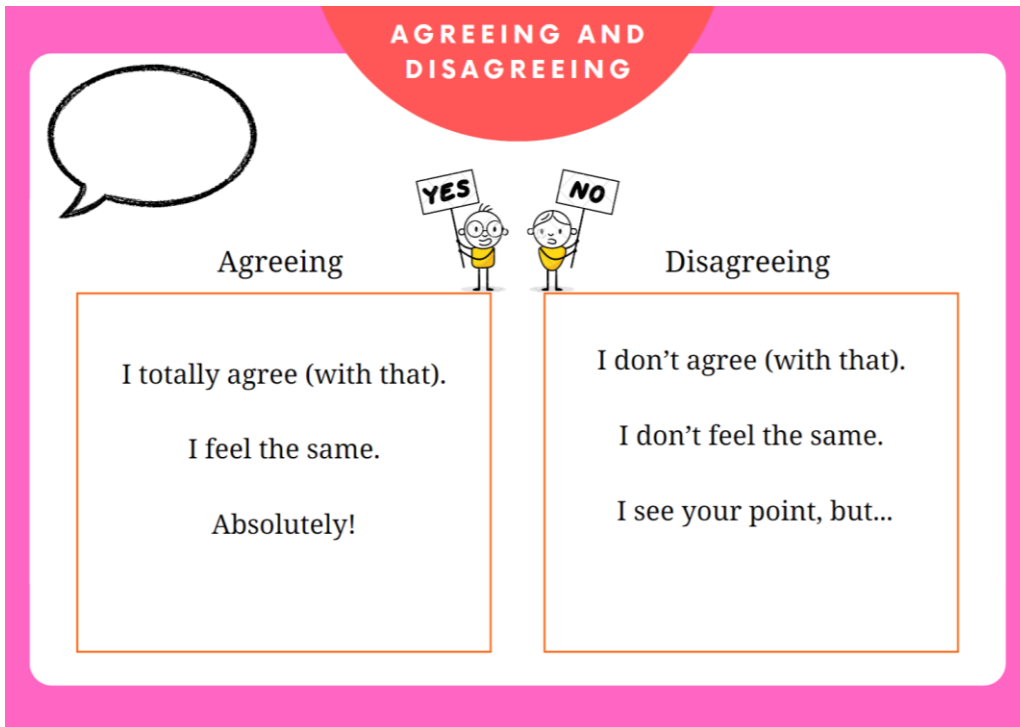 AGREEING AND
DISAGREEING
YES
NO
Agreeing
I totally agree (with that).
I feel the same.
Absolutely!
Disagreeing
I don’t agree (with that).
I don’t feel the same.
I see your point, but...